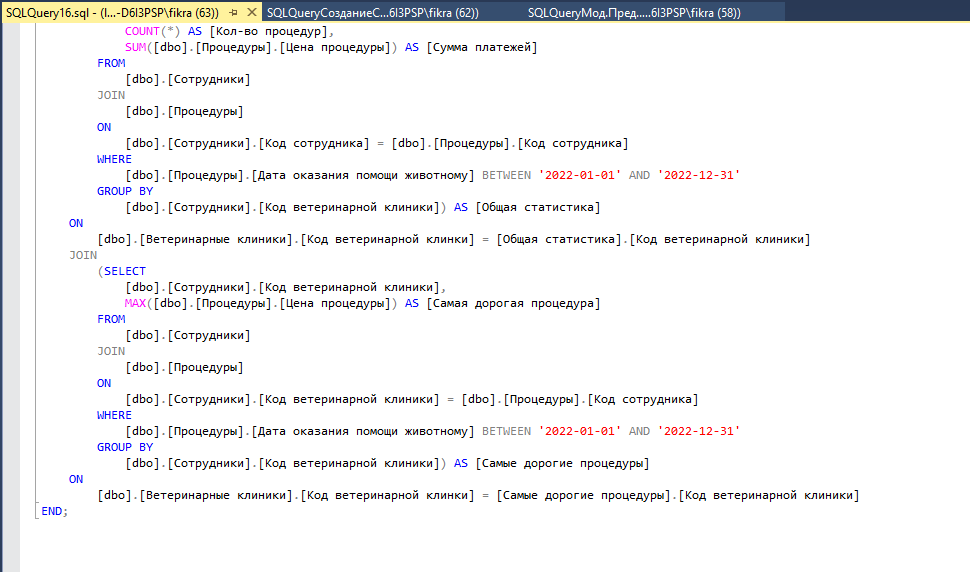 SQLQuery16.sql - (l...-D6I3PSP\fikra (63)) SQLQueryСозданиеС...6I3PSP\fikra (62)) SQLQueryМод.Пред.....6I3PSP\fikra (58))
COUNT(*) AS [Кол-во процедур],
SUM([dbo].[Процедуры].[Цена процедуры]) AS [Сумма платежей]
FROM
[dbo].[Сотрудники]
JOIN
[dbo].[Процедуры]
ON
[dbo].[Сотрудники].[Код сотрудника] = [dbo].[Процедуры].[Код сотрудника]
WHERE
[dbo].[Процедуры].[Дата оказания помощи животному] BETWEEN '2022-01-01' AND '2022-12-31'
GROUP BY
[dbo].[Сотрудники].[Код ветеринарной клиники]) AS [Общая статистика]
ON
[dbo].[Ветеринарные клиники].[Код ветеринарной клинки] = [Общая статистика].[Код ветеринарной клиники]
JOIN
(SELECT
[dbo].[Сотрудники].[Код ветеринарной клиники],
MAX([dbo].[Процедуры].[Цена процедуры]) AS [Самая дорогая процедура]
FROM
[dbo].[Сотрудники]
JOIN
[dbo].[Процедуры]
ON
[dbo].[Сотрудники].[Код ветеринарной клиники] = [dbo].[Процедуры].[Код сотрудника]
WHERE
[dbo].[Процедуры].[Дата оказания помощи животному] BETWEEN '2022-01-01' AND '2022-12-31'
GROUP BY
[dbo].[Сотрудники].[Код ветеринарной клиники]) AS [Самые дорогие процедуры]
ON
[dbo].[Ветеринарные клиники].[Код ветеринарной клинки] = [Самые дорогие процедуры].[Код ветеринарной клиники]
END;